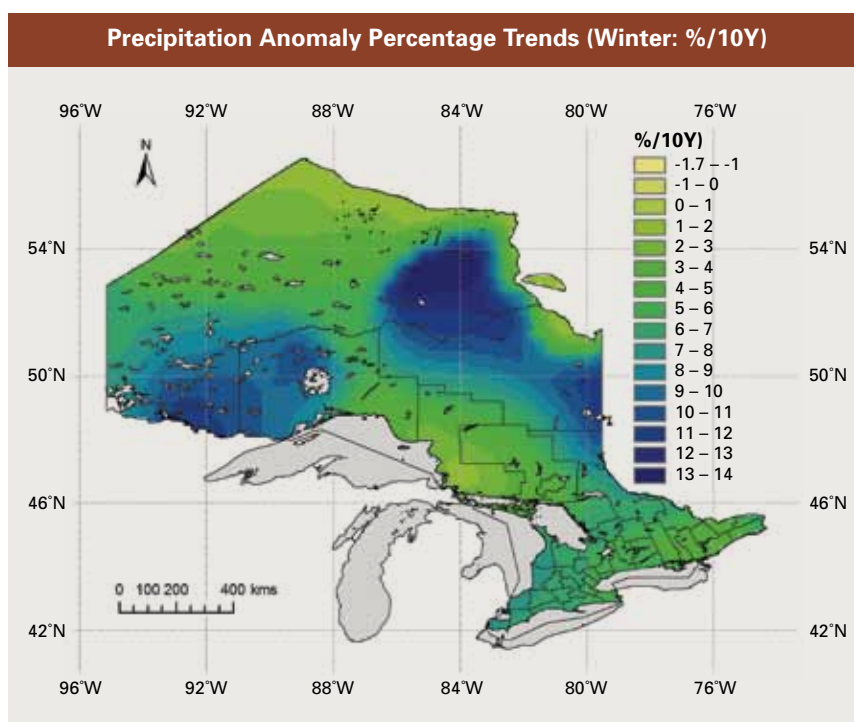 Precipitation Anomaly Percentage Trends (Winter: %/10Y)
96°W 92°W 88°W 84°W 80°W 76°W
N
%/10Y)
-1.7 – -1
-1 – 0
0 – 1
1 – 2
2 – 3
3 – 4
4 – 5
5 – 6
6 – 7
7 – 8
8 – 9
9 – 10
10 – 11
11 – 12
12 – 13
13 – 14
54°N 54°N
50°N 50°N
46°N 46°N
0 100 200 400 kms
42°N 42°N
96°W 92°W 88°W 84°W 80°W 76°W